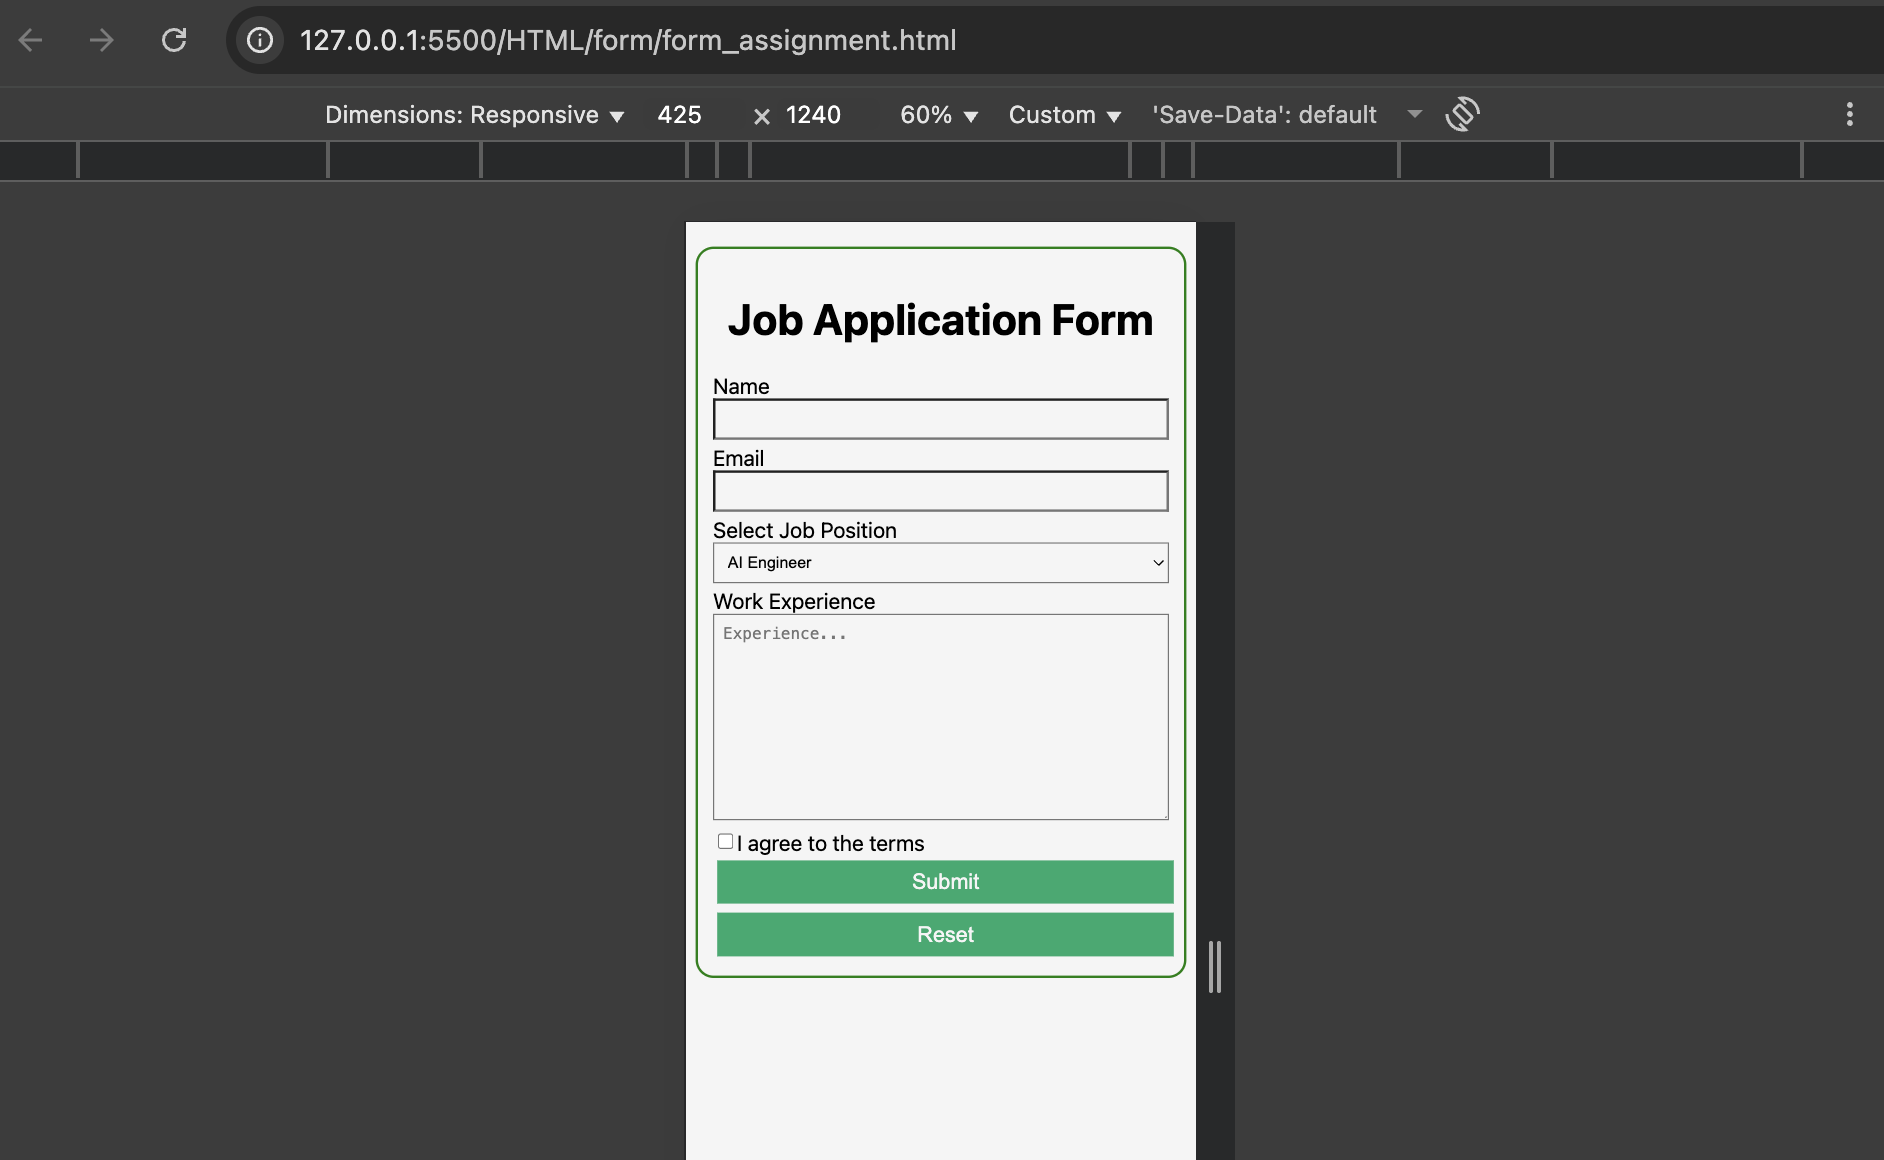 127.0.0.1:5500/HTML/form/form_assignment.html
Dimensions: Responsive 425 × 1240 60% Custom 'Save-Data': default
Job Application Form
Name
Email
Select Job Position
AI Engineer
Work Experience
Experience...
I agree to the terms
Submit
Reset